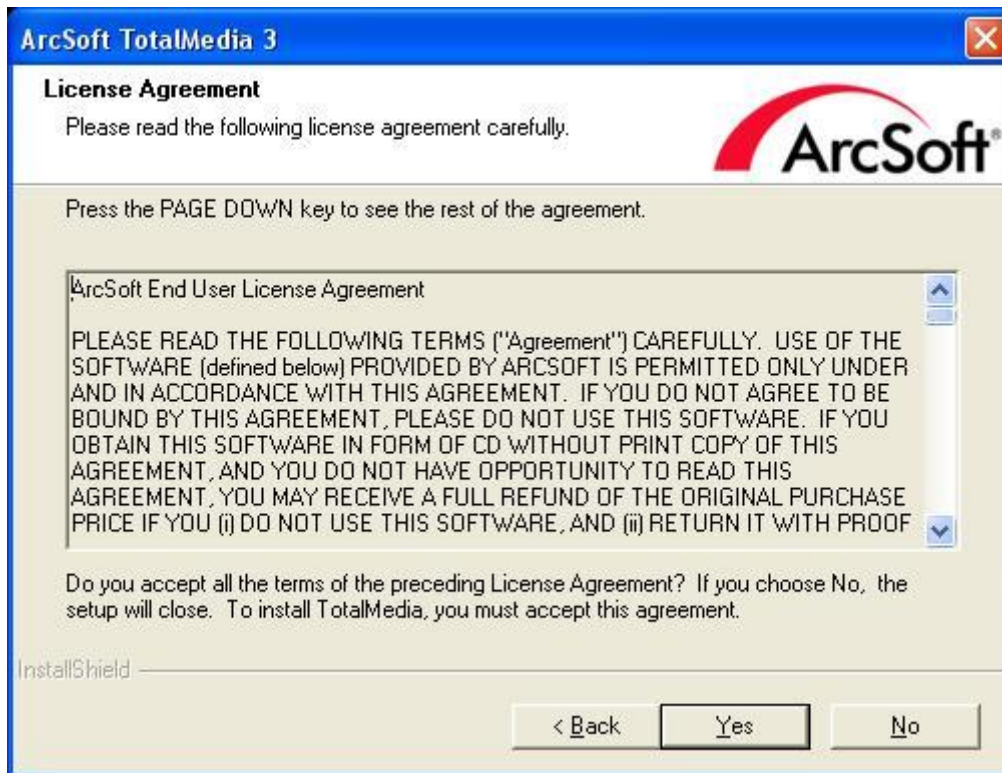 ArcSoft TotalMedia 3
License Agreement
Please read the following license agreement carefully.
ArcSoft®
Press the PAGE DOWN key to see the rest of the agreement.
ArcSoft End User License Agreement
PLEASE READ THE FOLLOWING TERMS ("Agreement") CAREFULLY. USE OF THE
SOFTWARE (defined below) PROVIDED BY ARCSOFT IS PERMITTED ONLY UNDER
AND IN ACCORDANCE WITH THIS AGREEMENT. IF YOU DO NOT AGREE TO BE
BOUND BY THIS AGREEMENT, PLEASE DO NOT USE THIS SOFTWARE. IF YOU
OBTAIN THIS SOFTWARE IN FORM OF CD WITHOUT PRINT COPY OF THIS
AGREEMENT, AND YOU DO NOT HAVE OPPORTUNITY TO READ THIS
AGREEMENT, YOU MAY RECEIVE A FULL REFUND OF THE ORIGINAL PURCHASE
PRICE IF YOU (i) DO NOT USE THIS SOFTWARE, AND (ii) RETURN IT WITH PROOF
Do you accept all the terms of the preceding License Agreement? If you choose No, the
setup will close. To install TotalMedia, you must accept this agreement.
InstallShield
< Back
Yes
No